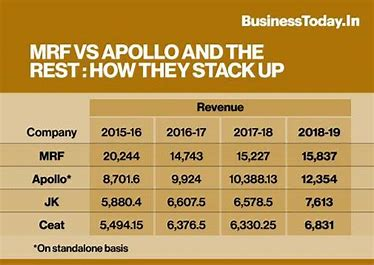 BusinessToday.In
MRF VS APOLLO AND THE
REST : HOW THEY STACK UP
Revenue
Company 2015-16 2016-17 2017-18 2018-19
MRF 20,244 14,743 15,227 15,837
Apollo* 8,701.6 9,924 10,388.13 12,354
JK 5,880.4 6,607.5 6,578.5 7,613
Ceat 5,494.15 6,376.5 6,330.25 6,831
*On standalone basis